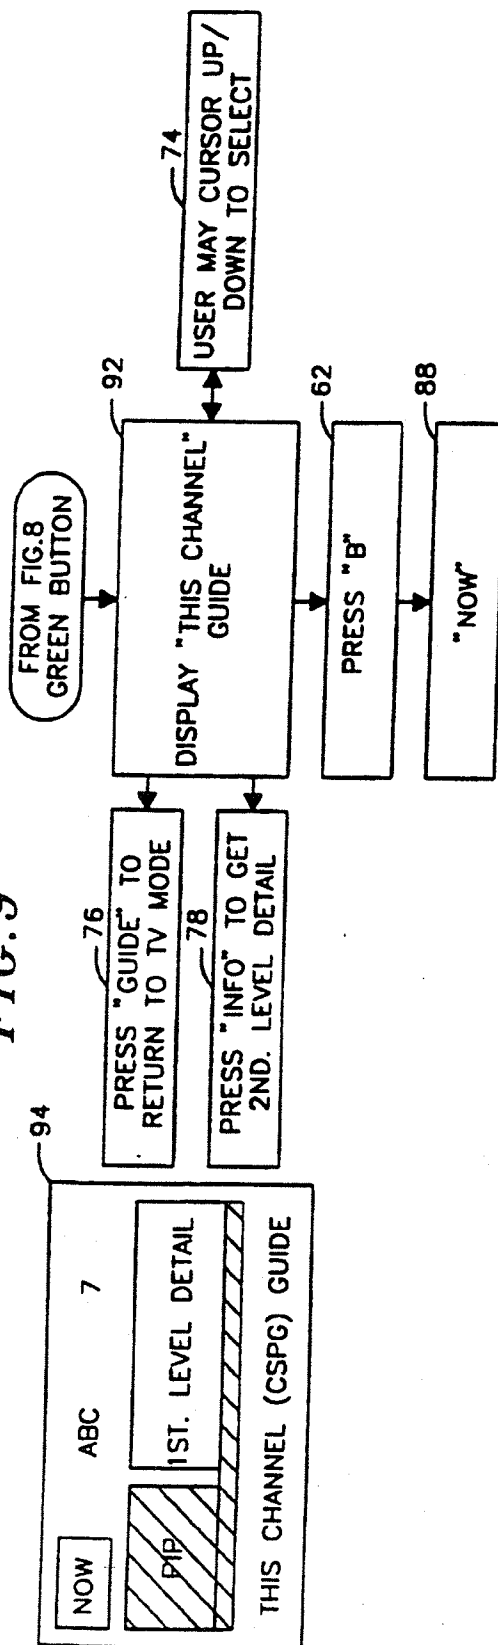 FIG.9
94
NOW
ABC 7
PIP
1ST. LEVEL DETAIL
THIS CHANNEL (CSPG) GUIDE
FROM FIG.8
GREEN BUTTON
92
DISPLAY "THIS CHANNEL"
GUIDE
74
USER MAY CURSOR UP/
DOWN TO SELECT
76
PRESS "GUIDE" TO
RETURN TO TV MODE
78
PRESS "INFO" TO GET
2ND. LEVEL DETAIL
62
PRESS "B"
88
"NOW"